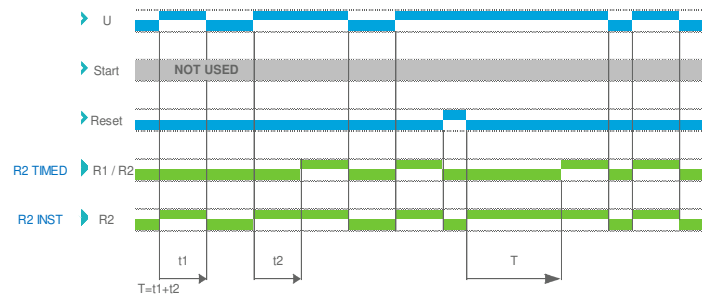 U
Start
NOT USED
Reset
R2 TIMED R1 / R2
R2 INST R2
t1 t2 T
T=t1+t2